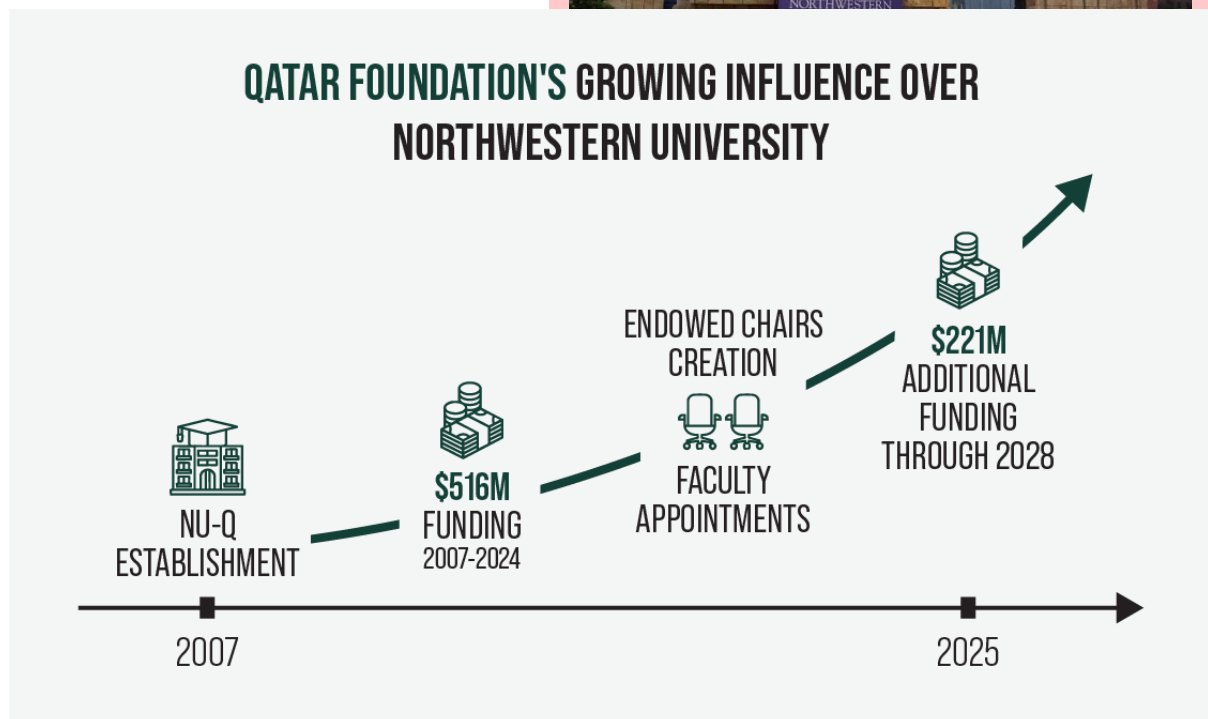 NORTHWESTERN
QATAR FOUNDATION'S GROWING INFLUENCE OVER
NORTHWESTERN UNIVERSITY
NU-Q
ESTABLISHMENT
$516M
FUNDING
2007-2024
ENDOWED CHAIRS
CREATION
FACULTY
APPOINTMENTS
$221M
ADDITIONAL
FUNDING
THROUGH 2028
2007
2025